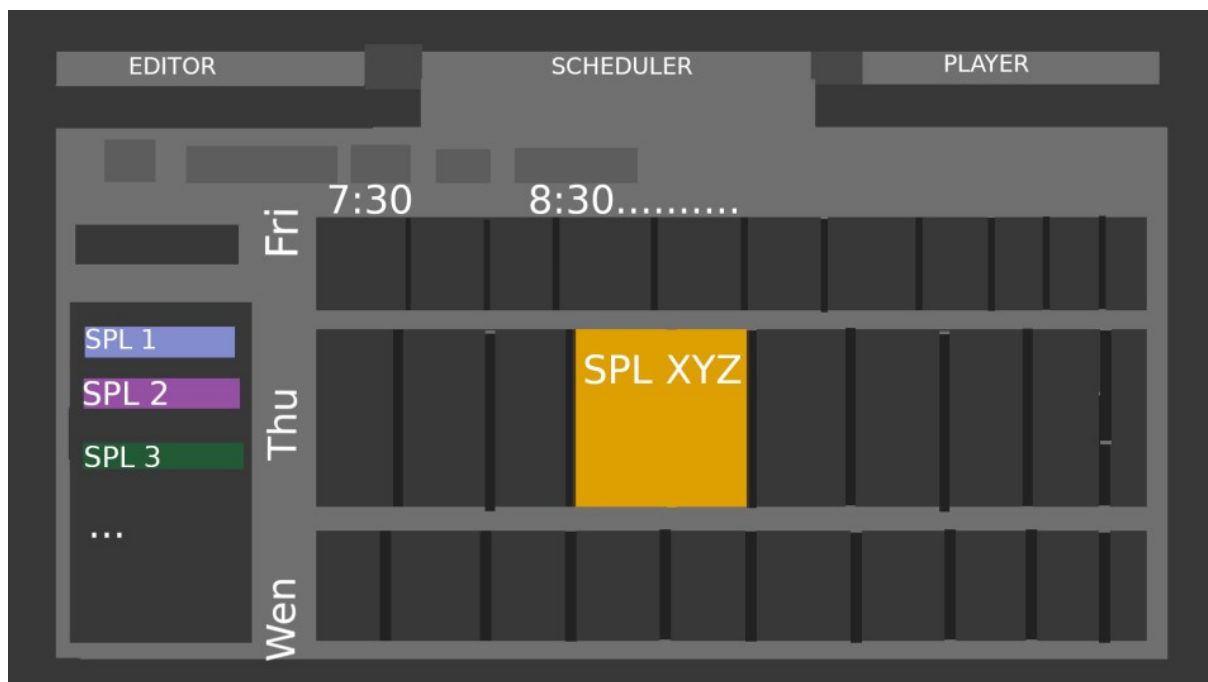 EDITOR
SCHEDULER
PLAYER
7:30
8:30..........
Fri
SPL 1
SPL 2
SPL 3
...
Thu
SPL XYZ
Wen